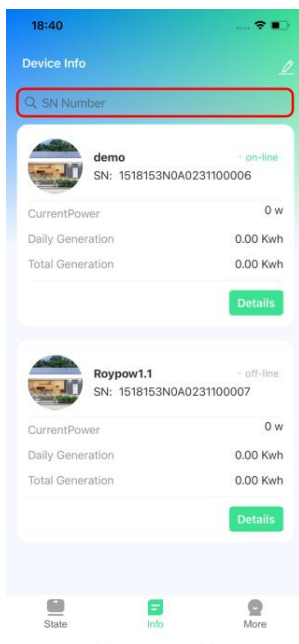 18:40
Device Info
SN Number
demo
· on-line
SN: 1518153N0A0231100006
CurrentPower 0 w
Daily Generation 0.00 Kwh
Total Generation 0.00 Kwh
Details
Roypow1.1
· off-line
SN: 1518153N0A0231100007
CurrentPower 0 w
Daily Generation 0.00 Kwh
Total Generation 0.00 Kwh
Details
State Info More